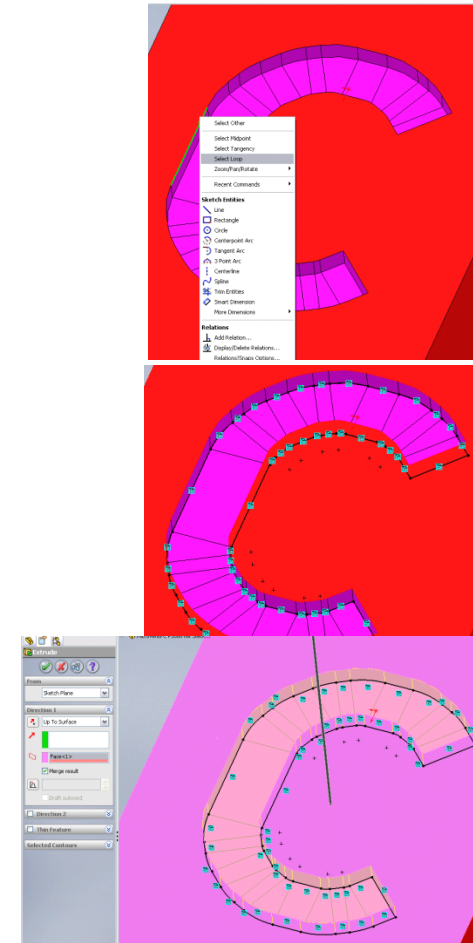 Select Other
Select Midpoint
Select Tangency
Select Loop
Zoom/Pan/Rotate
Recent Commands
Sketch Entities
Line
Rectangle
Circle
Centerpoint Arc
Tangent Arc
3 Point Arc
Centerline
Spline
Trim Entities
Smart Dimension
More Dimensions
Relations
Add Relation...
Display/Delete Relations...
Relations/Snaps Options...
Extrude
From
Sketch Plane
Direction 1
Up To Surface
Face<1>
Merge result
Draft outward
Direction 2
Thin Feature
Selected Contours